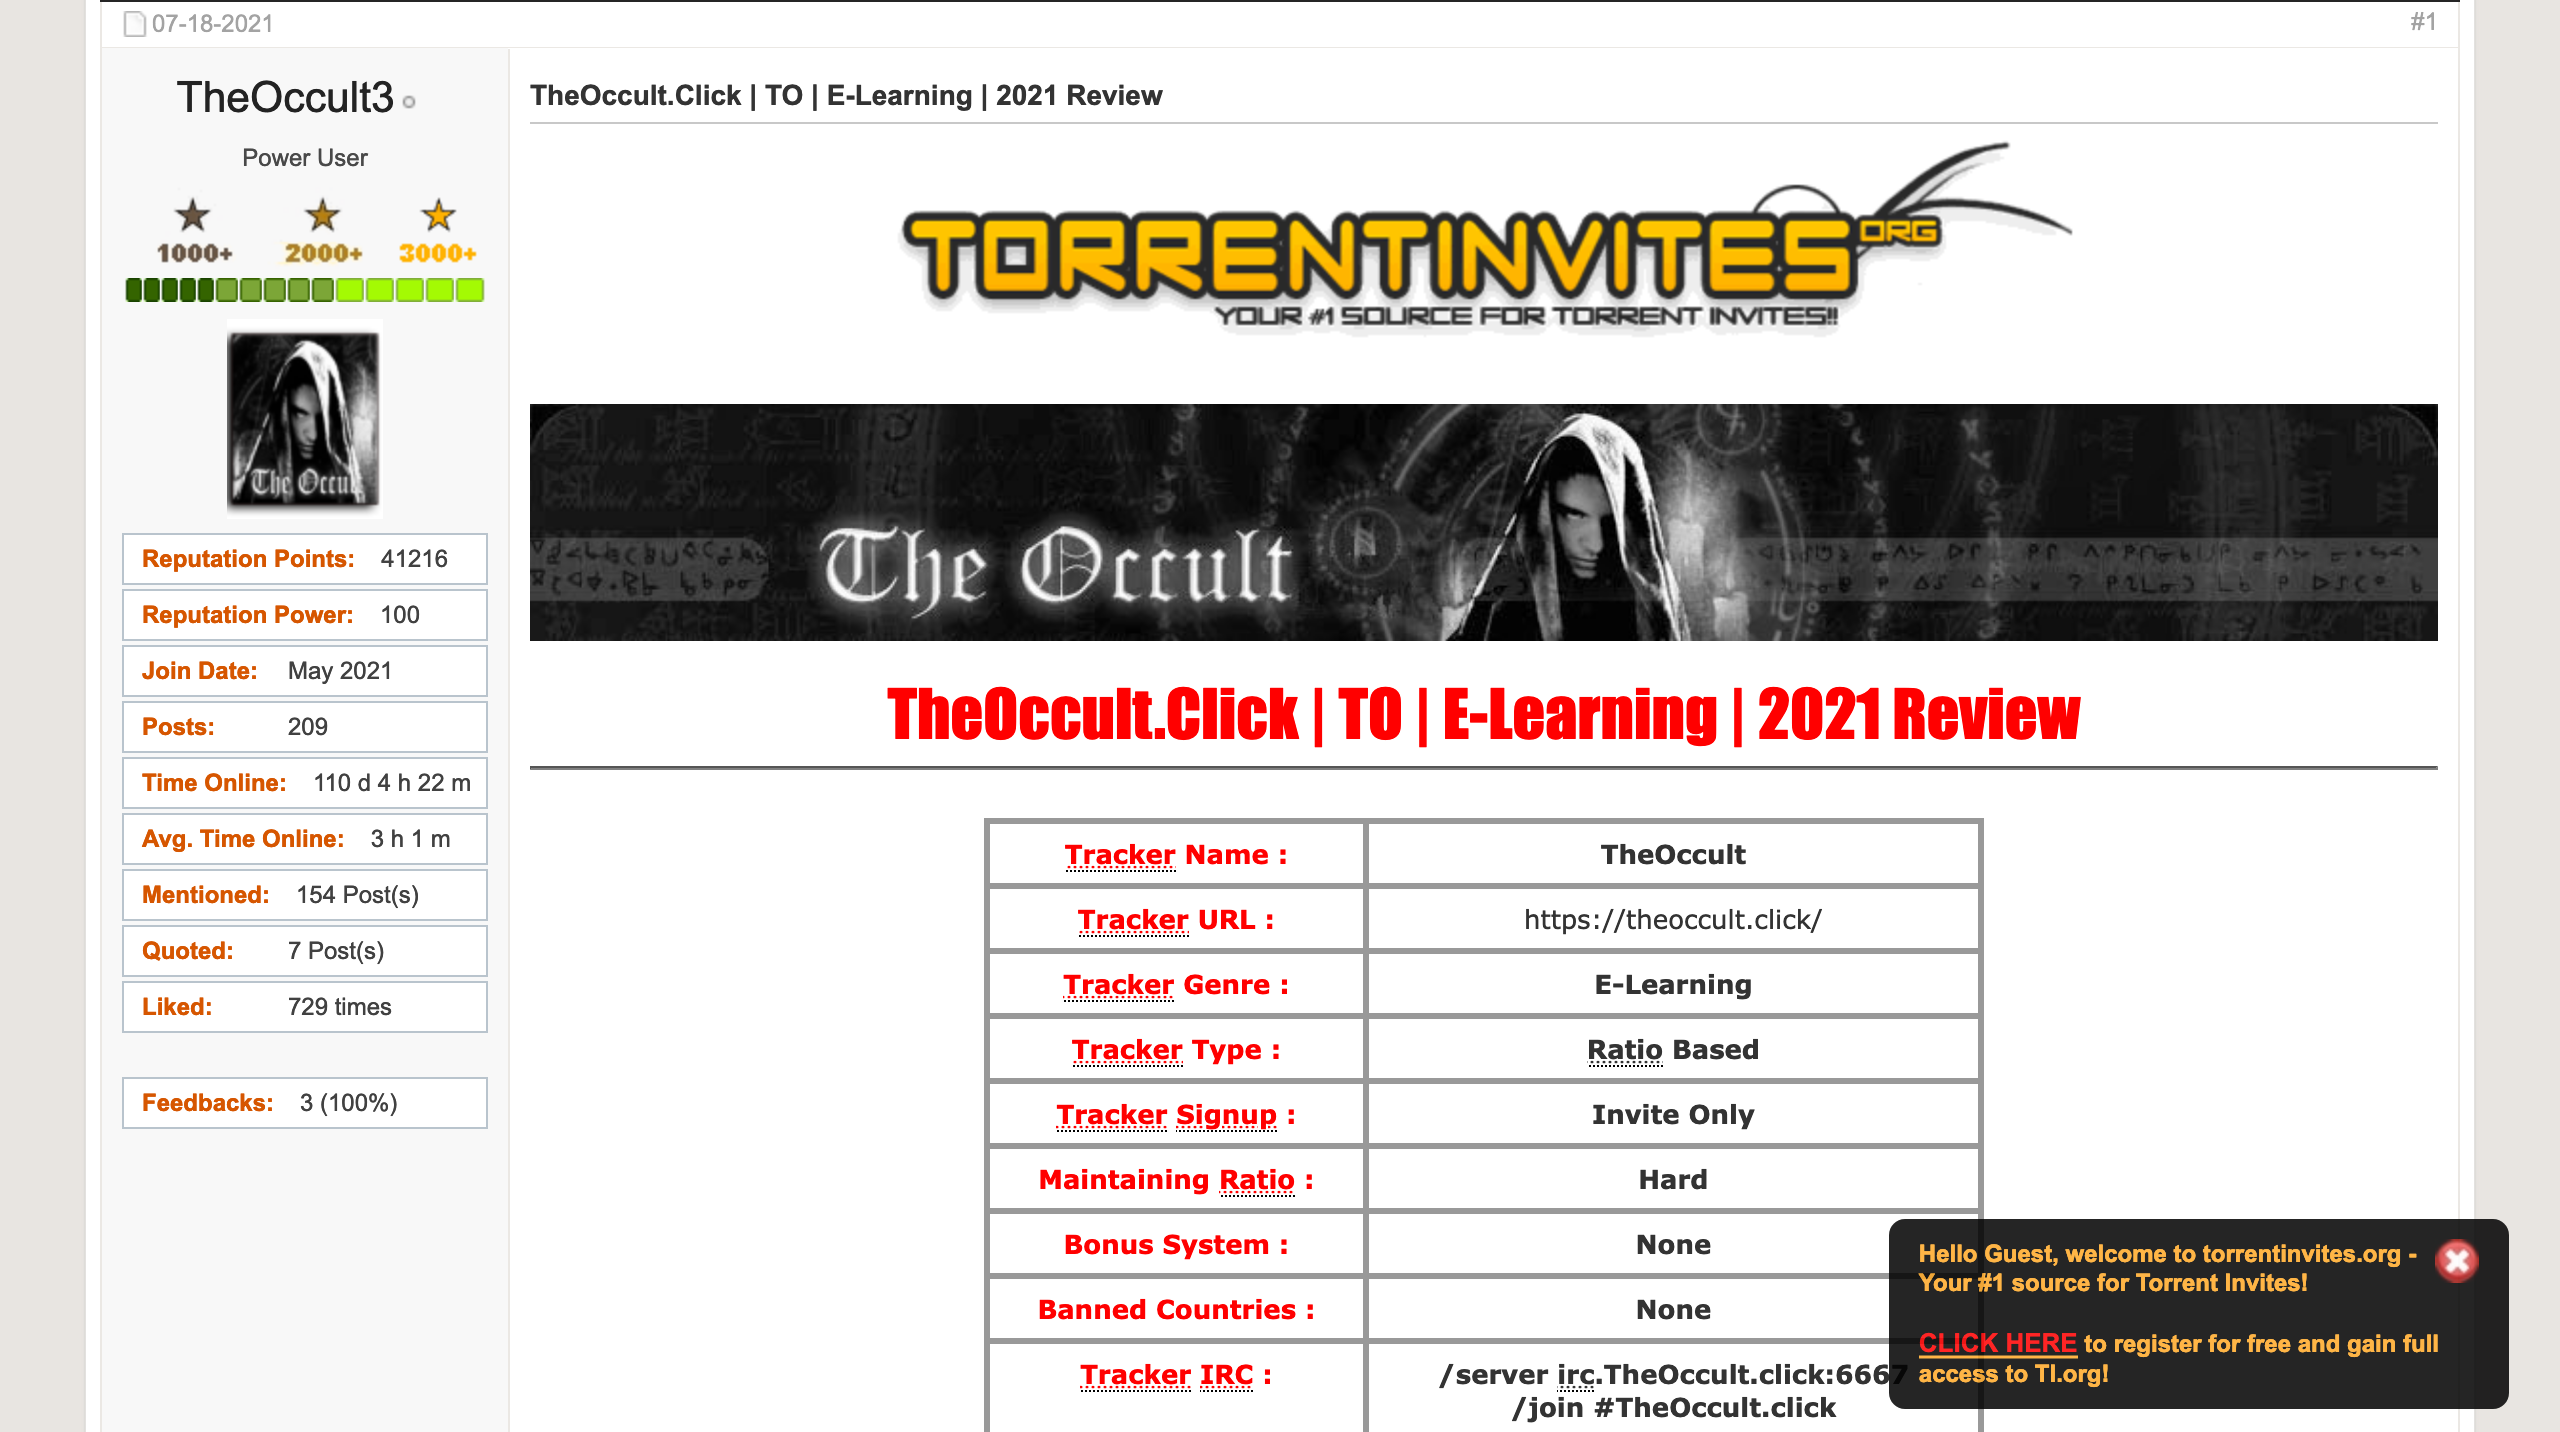 07-18-2021
#1
TheOccult3
Power User
1000+ 2000+ 3000+
The Occul
Reputation Points: 41216
Reputation Power: 100
Join Date: May 2021
Posts: 209
Time Online: 110 d 4 h 22 m
Avg. Time Online: 3 h 1 m
Mentioned: 154 Post(s)
Quoted: 7 Post(s)
Liked: 729 times
Feedbacks: 3 (100%)
TheOccult.Click | TO | E-Learning | 2021 Review
TORRENTINVITES.ORG
YOUR #1 SOURCE FOR TORRENT INVITES!!
The Occult
TheOccult.Click | TO | E-Learning | 2021 Review
Tracker Name : TheOccult
Tracker URL : https://theoccult.click/
Tracker Genre : E-Learning
Tracker Type : Ratio Based
Tracker Signup : Invite Only
Maintaining Ratio : Hard
Bonus System : None
Banned Countries : None
Tracker IRC : /server irc.TheOccult.click:6667
/join #TheOccult.click
Hello Guest, welcome to torrentinvites.org -
Your #1 source for Torrent Invites!
CLICK HERE to register for free and gain full
access to TI.org!